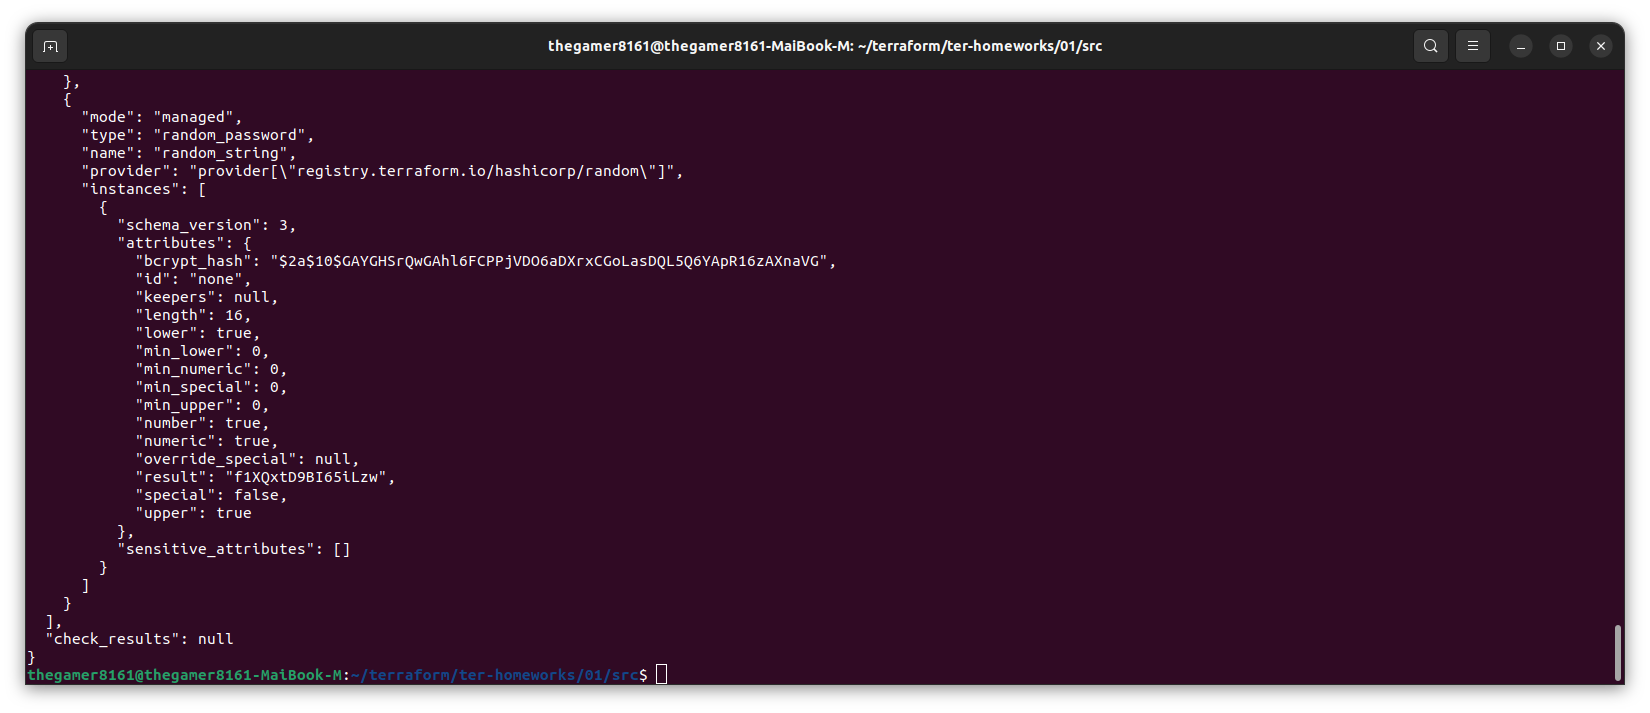 thegamer8161@thegamer8161-MaiBook-M: ~/terraform/ter-homeworks/01/src
    },
    {
      "mode": "managed",
      "type": "random_password",
      "name": "random_string",
      "provider": "provider[\"registry.terraform.io/hashicorp/random\"]",
      "instances": [
        {
          "schema_version": 3,
          "attributes": {
            "bcrypt_hash": "$2a$10$GAYGHSrQwGAhl6FCPPjVDO6aDXrxCGoLasDQL5Q6YApR16zAXnaVG",
            "id": "none",
            "keepers": null,
            "length": 16,
            "lower": true,
            "min_lower": 0,
            "min_numeric": 0,
            "min_special": 0,
            "min_upper": 0,
            "number": true,
            "numeric": true,
            "override_special": null,
            "result": "f1XQxtD9BI65iLzw",
            "special": false,
            "upper": true
          },
          "sensitive_attributes": []
        }
      ]
    }
  ],
  "check_results": null
}
thegamer8161@thegamer8161-MaiBook-M:~/terraform/ter-homeworks/01/src$